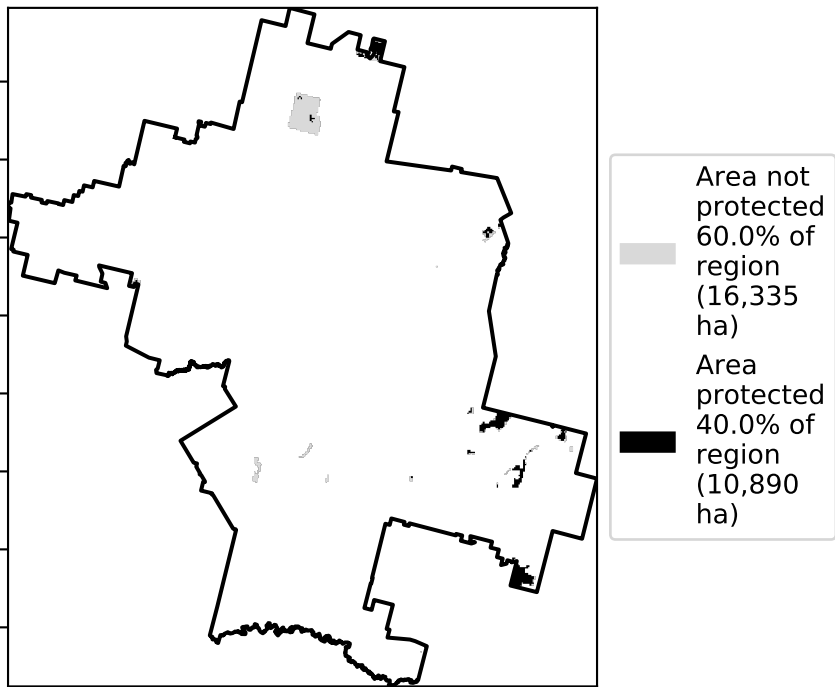 Area not
protected
60.0% of
region
(16,335
ha)
Area
protected
40.0% of
region
(10,890
ha)